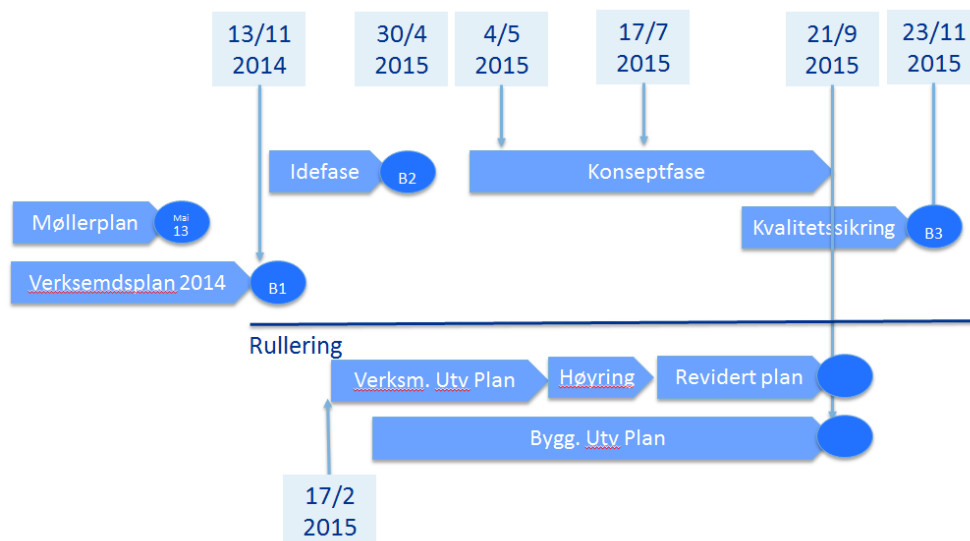 13/11
2014
30/4
2015
4/5
2015
17/7
2015
21/9
2015
23/11
2015
Idefase
B2
Konseptfase
Møllerplan
Mai
13
Kvalitetssikring
B3
Verksemdsplan 2014
B1
Rullering
Verksm. Utv Plan
Høyring
Revidert plan
Bygg. Utv Plan
17/2
2015